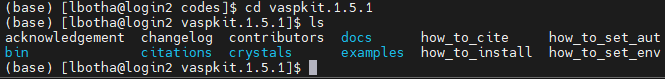 (base) [lbotha@login2 codes]$ cd vaspkit.1.5.1
(base) [lbotha@login2 vaspkit.1.5.1]$ ls
acknowledgement changelog contributors docs how_to_cite how_to_set_aut
bin citations crystals examples how_to_install how_to_set_env
(base) [lbotha@login2 vaspkit.1.5.1]$